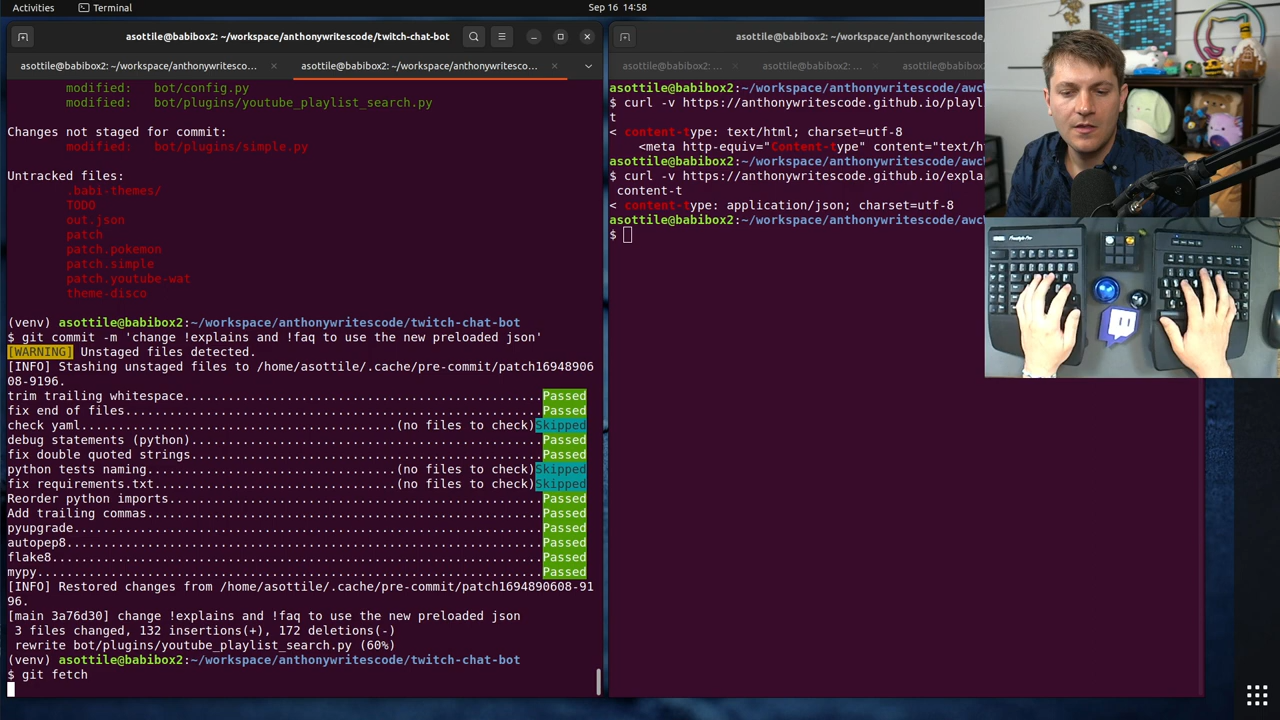 Activities
Terminal
Sep 16 14:58
asottile@babibox2: ~/workspace/anthonywritescode/twitch-chat-bot
asottile@babibox2: ~/workspace/anthonywritesco…
asottile@babibox2: ~/workspace/anthonywritesco…
modified: bot/config.py
modified: bot/plugins/youtube_playlist_search.py
Changes not staged for commit:
modified: bot/plugins/simple.py
Untracked files:
.babi-themes/
TODO
out.json
patch
patch.pokemon
patch.simple
patch.youtube-wat
theme-disco
(venv) asottile@babibox2:~/workspace/anthonywritescode/twitch-chat-bot
$ git commit -m 'change !explains and !faq to use the new preloaded json'
[WARNING] Unstaged files detected.
[INFO] Stashing unstaged files to /home/asottile/.cache/pre-commit/patch16948906
08-9196.
trim trailing whitespace.................................................Passed
fix end of files.........................................................Passed
check yaml...........................................(no files to check)Skipped
debug statements (python)................................................Passed
fix double quoted strings................................................Passed
python tests naming..................................(no files to check)Skipped
fix requirements.txt.................................(no files to check)Skipped
Reorder python imports...................................................Passed
Add trailing commas......................................................Passed
pyupgrade................................................................Passed
autopep8.................................................................Passed
flake8...................................................................Passed
mypy.....................................................................Passed
[INFO] Restored changes from /home/asottile/.cache/pre-commit/patch1694890608-91
96.
[main 3a76d30] change !explains and !faq to use the new preloaded json
3 files changed, 132 insertions(+), 172 deletions(-)
rewrite bot/plugins/youtube_playlist_search.py (60%)
(venv) asottile@babibox2:~/workspace/anthonywritescode/twitch-chat-bot
$ git fetch
asottile@babibox2: ~/workspace/anthonywritescode/
asottile@babibox2: …
asottile@babibox2: …
asottile@babibox2:~/workspace/anthonywritescode/awc
$ curl -v https://anthonywritescode.github.io/playl
t
< content-type: text/html; charset=utf-8
<meta http-equiv="Content-type" content="text/h
asottile@babibox2:~/workspace/anthonywritescode/awc
$ curl -v https://anthonywritescode.github.io/expla
content-t
< content-type: application/json; charset=utf-8
asottile@babibox2:~/workspace/anthonywritescode/awc
$